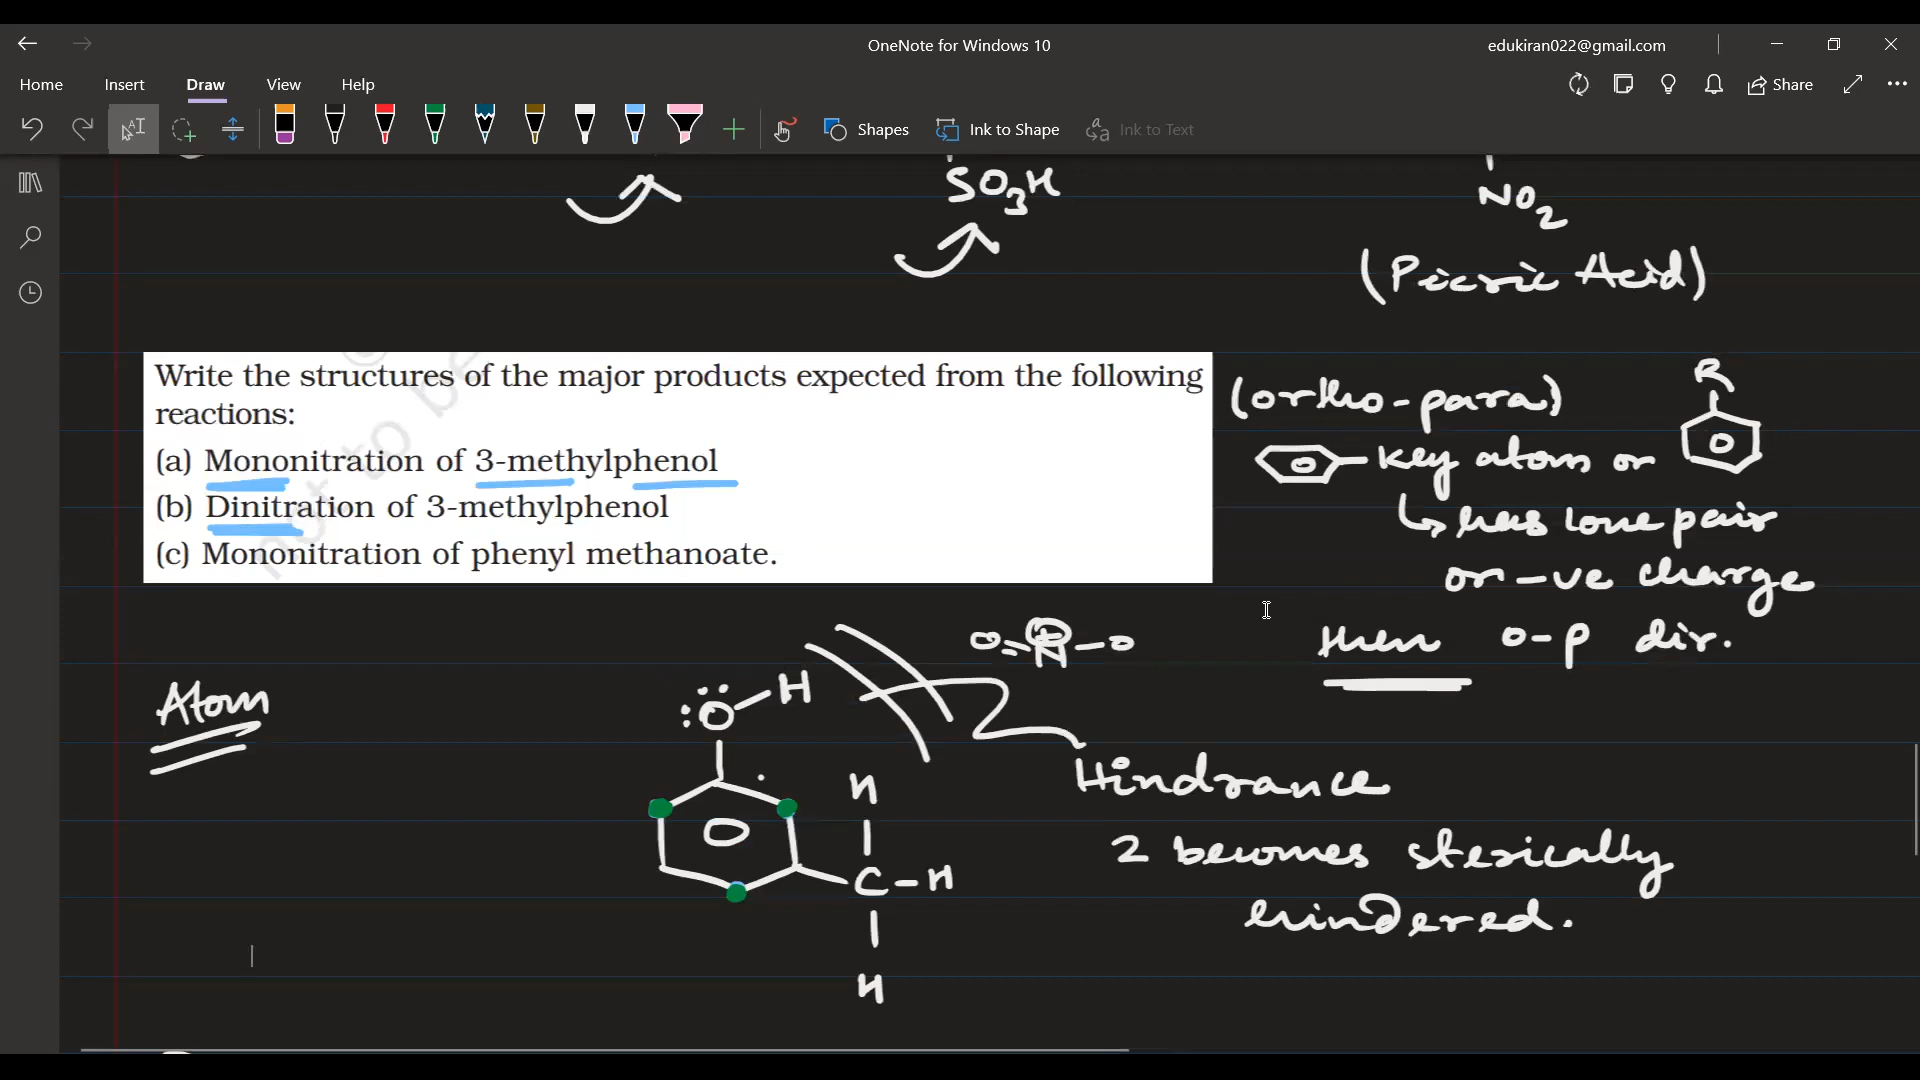 OneNote for Windows 10
edukiran022@gmail.com
Home Insert Draw View Help
Share
Shapes Ink to Shape Ink to Text
SO3H
NO2
(Picric Acid)
Write the structures of the major products expected from the following
reactions:
(a) Mononitration of 3-methylphenol
(b) Dinitration of 3-methylphenol
(c) Mononitration of phenyl methanoate.
not to be
(ortho-para)
R
key atom or
↳ has lone pair
or -ve charge
then o-p dir.
O=N-O
Atom
:O-H
H
Hindrance
C-H
2 becomes sterically
hindered.
H